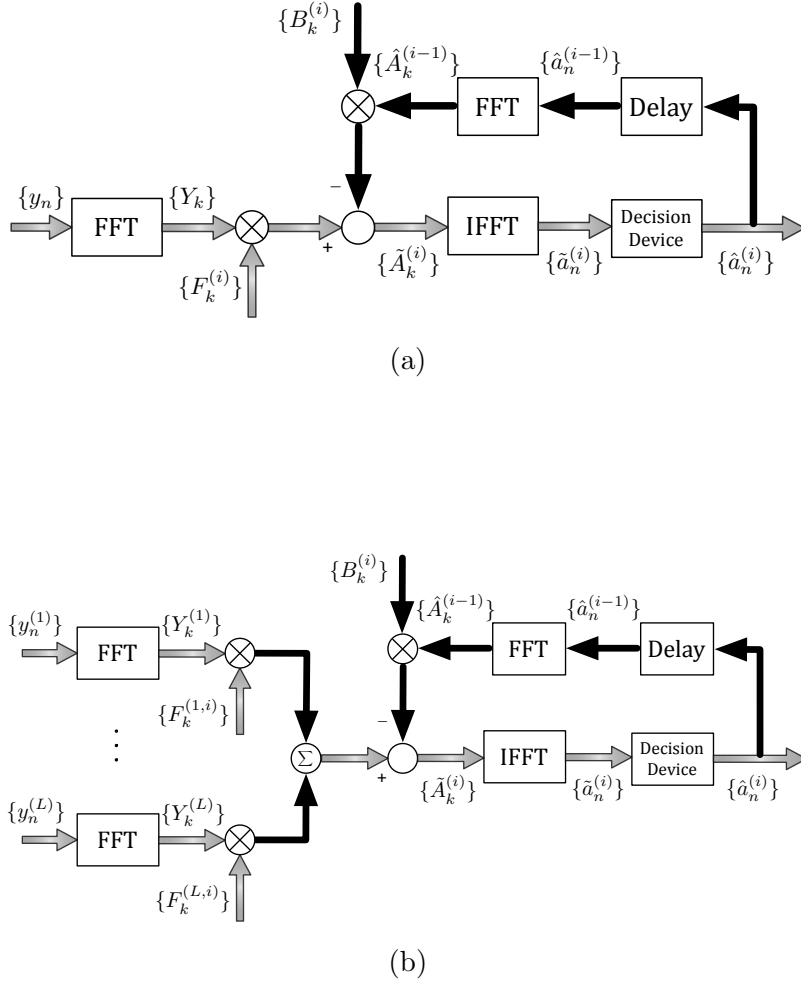 {B_k^{(i)}}
{Â_k^{(i−1)}} {â_n^{(i−1)}}
FFT Delay
{y_n} {Y_k} −
FFT IFFT Decision
Device
+
{F_k^{(i)}} {Ã_k^{(i)}} {ã_n^{(i)}} {â_n^{(i)}}
(a)
{B_k^{(i)}}
{y_n^{(1)}} {Y_k^{(1)}} {Â_k^{(i−1)}} {â_n^{(i−1)}}
FFT FFT Delay
{F_k^{(1,i)}} −
⋮ Σ IFFT Decision
Device
+
{Ã_k^{(i)}} {ã_n^{(i)}} {â_n^{(i)}}
{y_n^{(L)}} {Y_k^{(L)}}
FFT
{F_k^{(L,i)}}
(b)